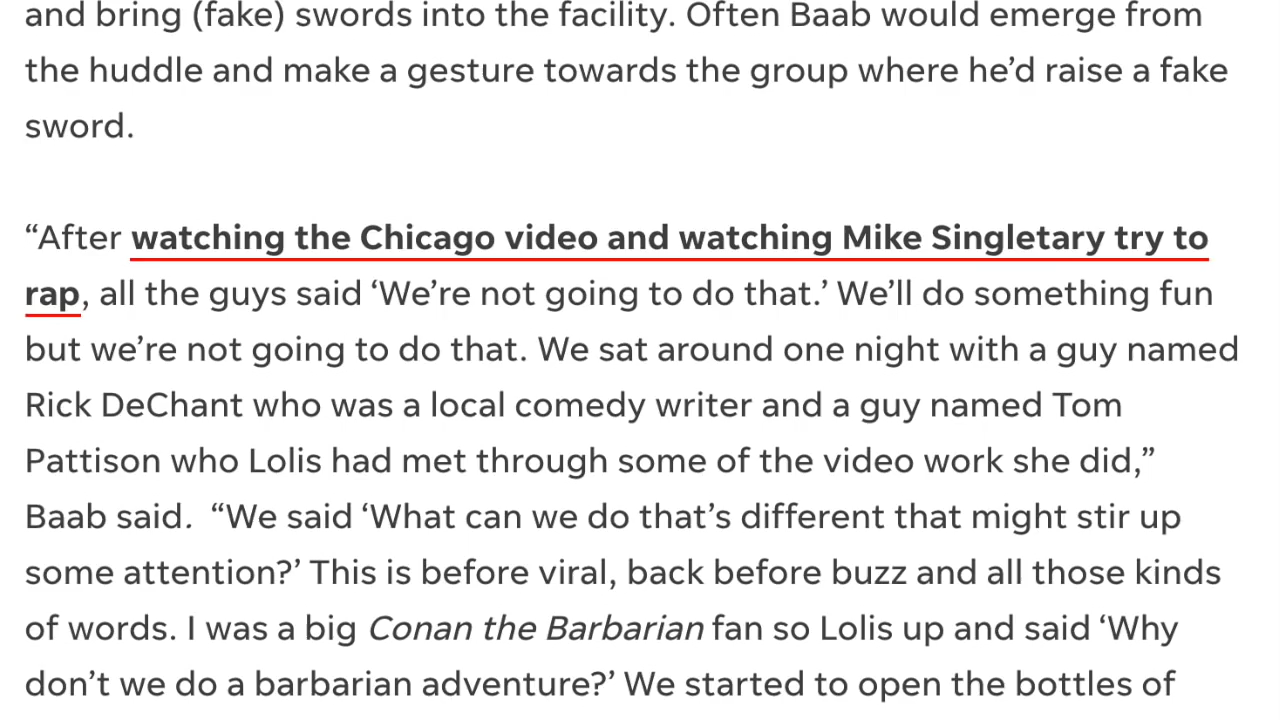 and bring (fake) swords into the facility. Often Baab would emerge from
the huddle and make a gesture towards the group where he’d raise a fake
sword.
“After watching the Chicago video and watching Mike Singletary try to
rap, all the guys said ‘We’re not going to do that.’ We’ll do something fun
but we’re not going to do that. We sat around one night with a guy named
Rick DeChant who was a local comedy writer and a guy named Tom
Pattison who Lolis had met through some of the video work she did,”
Baab said.  “We said ‘What can we do that’s different that might stir up
some attention?’ This is before viral, back before buzz and all those kinds
of words. I was a big Conan the Barbarian fan so Lolis up and said ‘Why
don’t we do a barbarian adventure?’ We started to open the bottles of